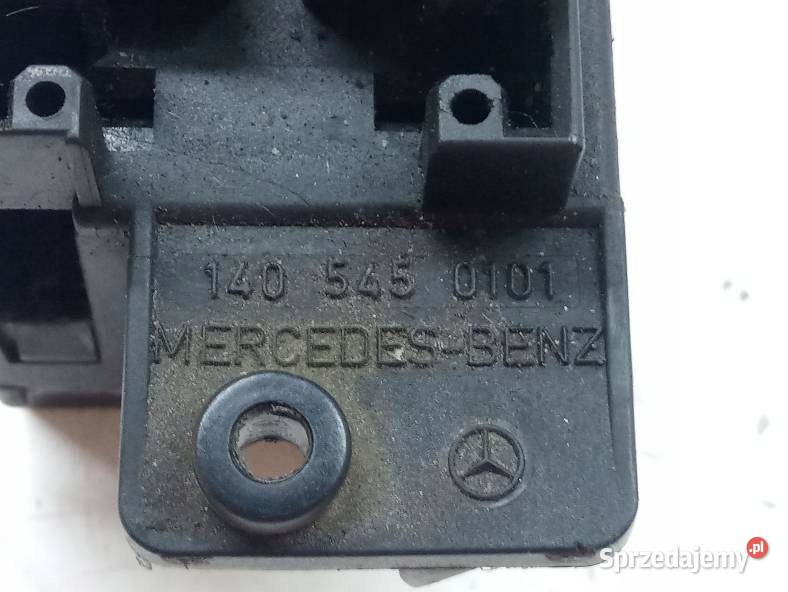 140 545 0101
MERCEDES-BENZ
Sprzedajemy.pl